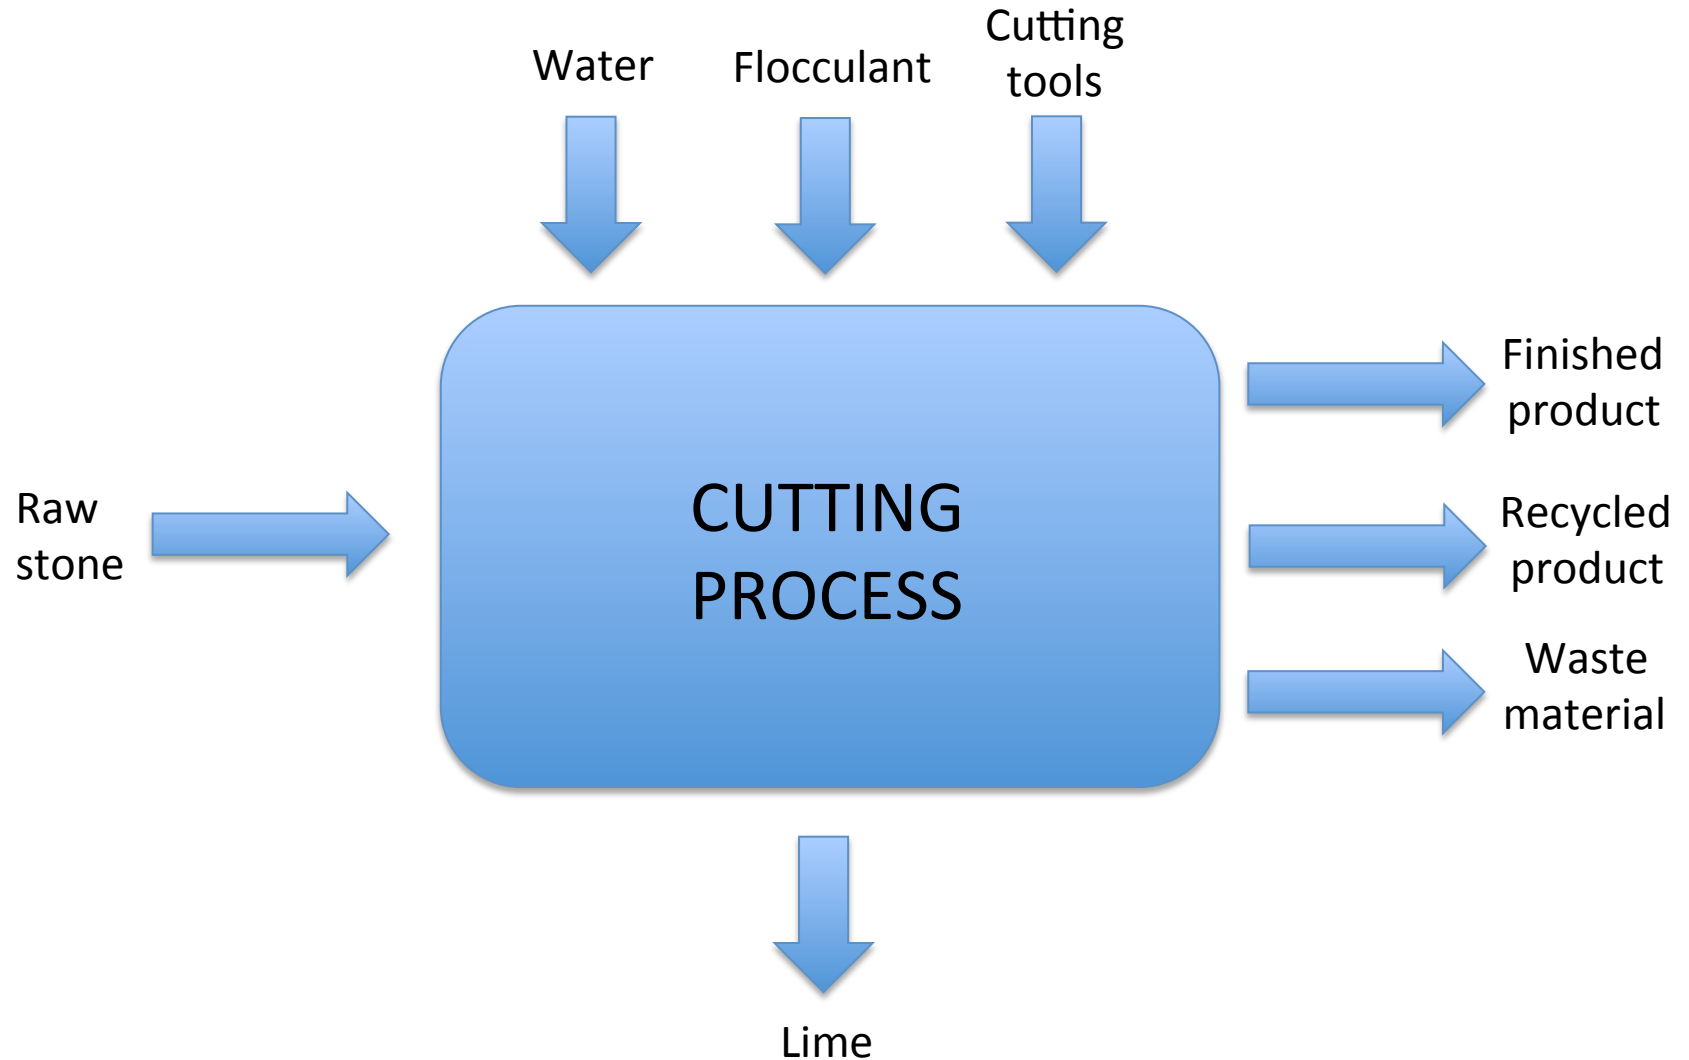 Water
Flocculant
Cutting
tools
Raw
stone
CUTTING
PROCESS
Finished
product
Recycled
product
Waste
material
Lime